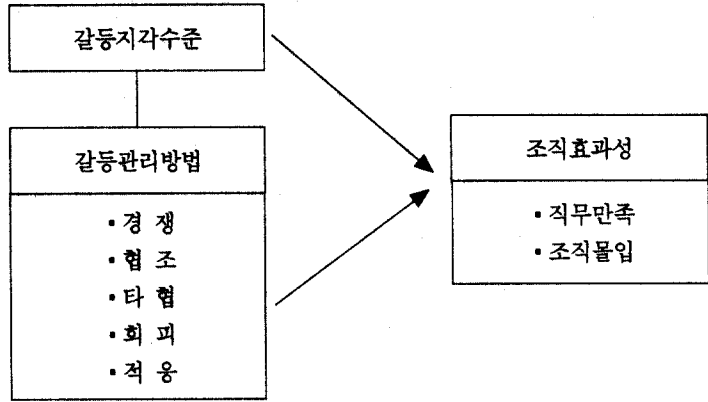 갈등지각수준
갈등관리방법
▪경 쟁
▪협 조
▪타 협
▪회 피
▪적 응
조직효과성
▪직무만족
▪조직몰입